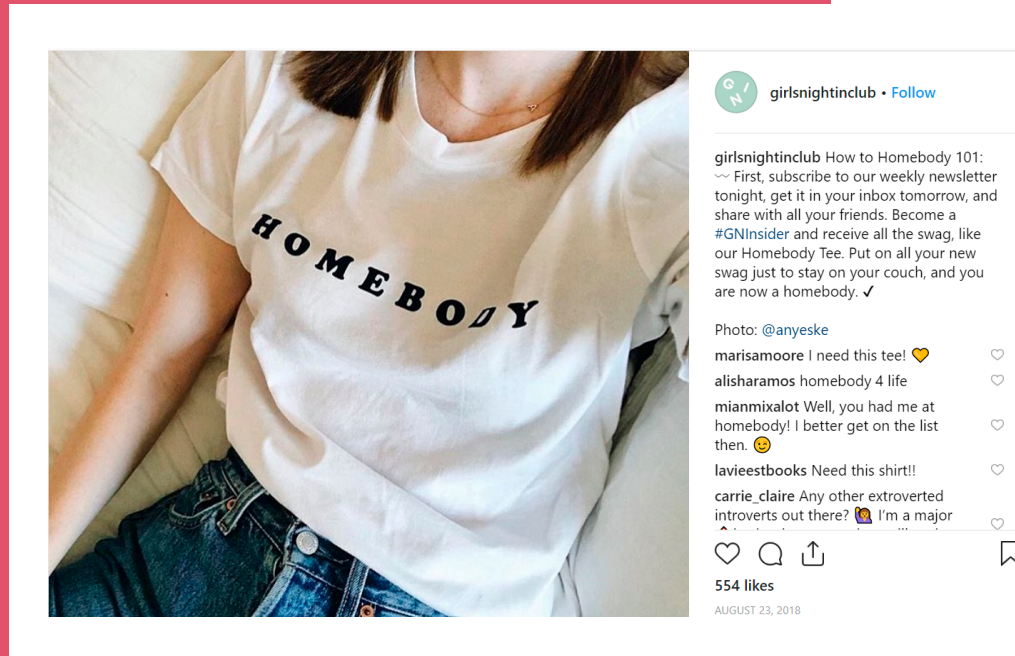 HOMEBODY
G I N
girlsnightinclub • Follow
girlsnightinclub How to Homebody 101:
〰 First, subscribe to our weekly newsletter
tonight, get it in your inbox tomorrow, and
share with all your friends. Become a
#GNInsider and receive all the swag, like
our Homebody Tee. Put on all your new
swag just to stay on your couch, and you
are now a homebody. ✔
Photo: @anyeske
marisamoore I need this tee! 💛
alisharamos homebody 4 life
mianmixalot Well, you had me at
homebody! I better get on the list
then. 😉
lavieestbooks Need this shirt!!
carrie_claire Any other extroverted
introverts out there? 🙋 I'm a major
554 likes
AUGUST 23, 2018